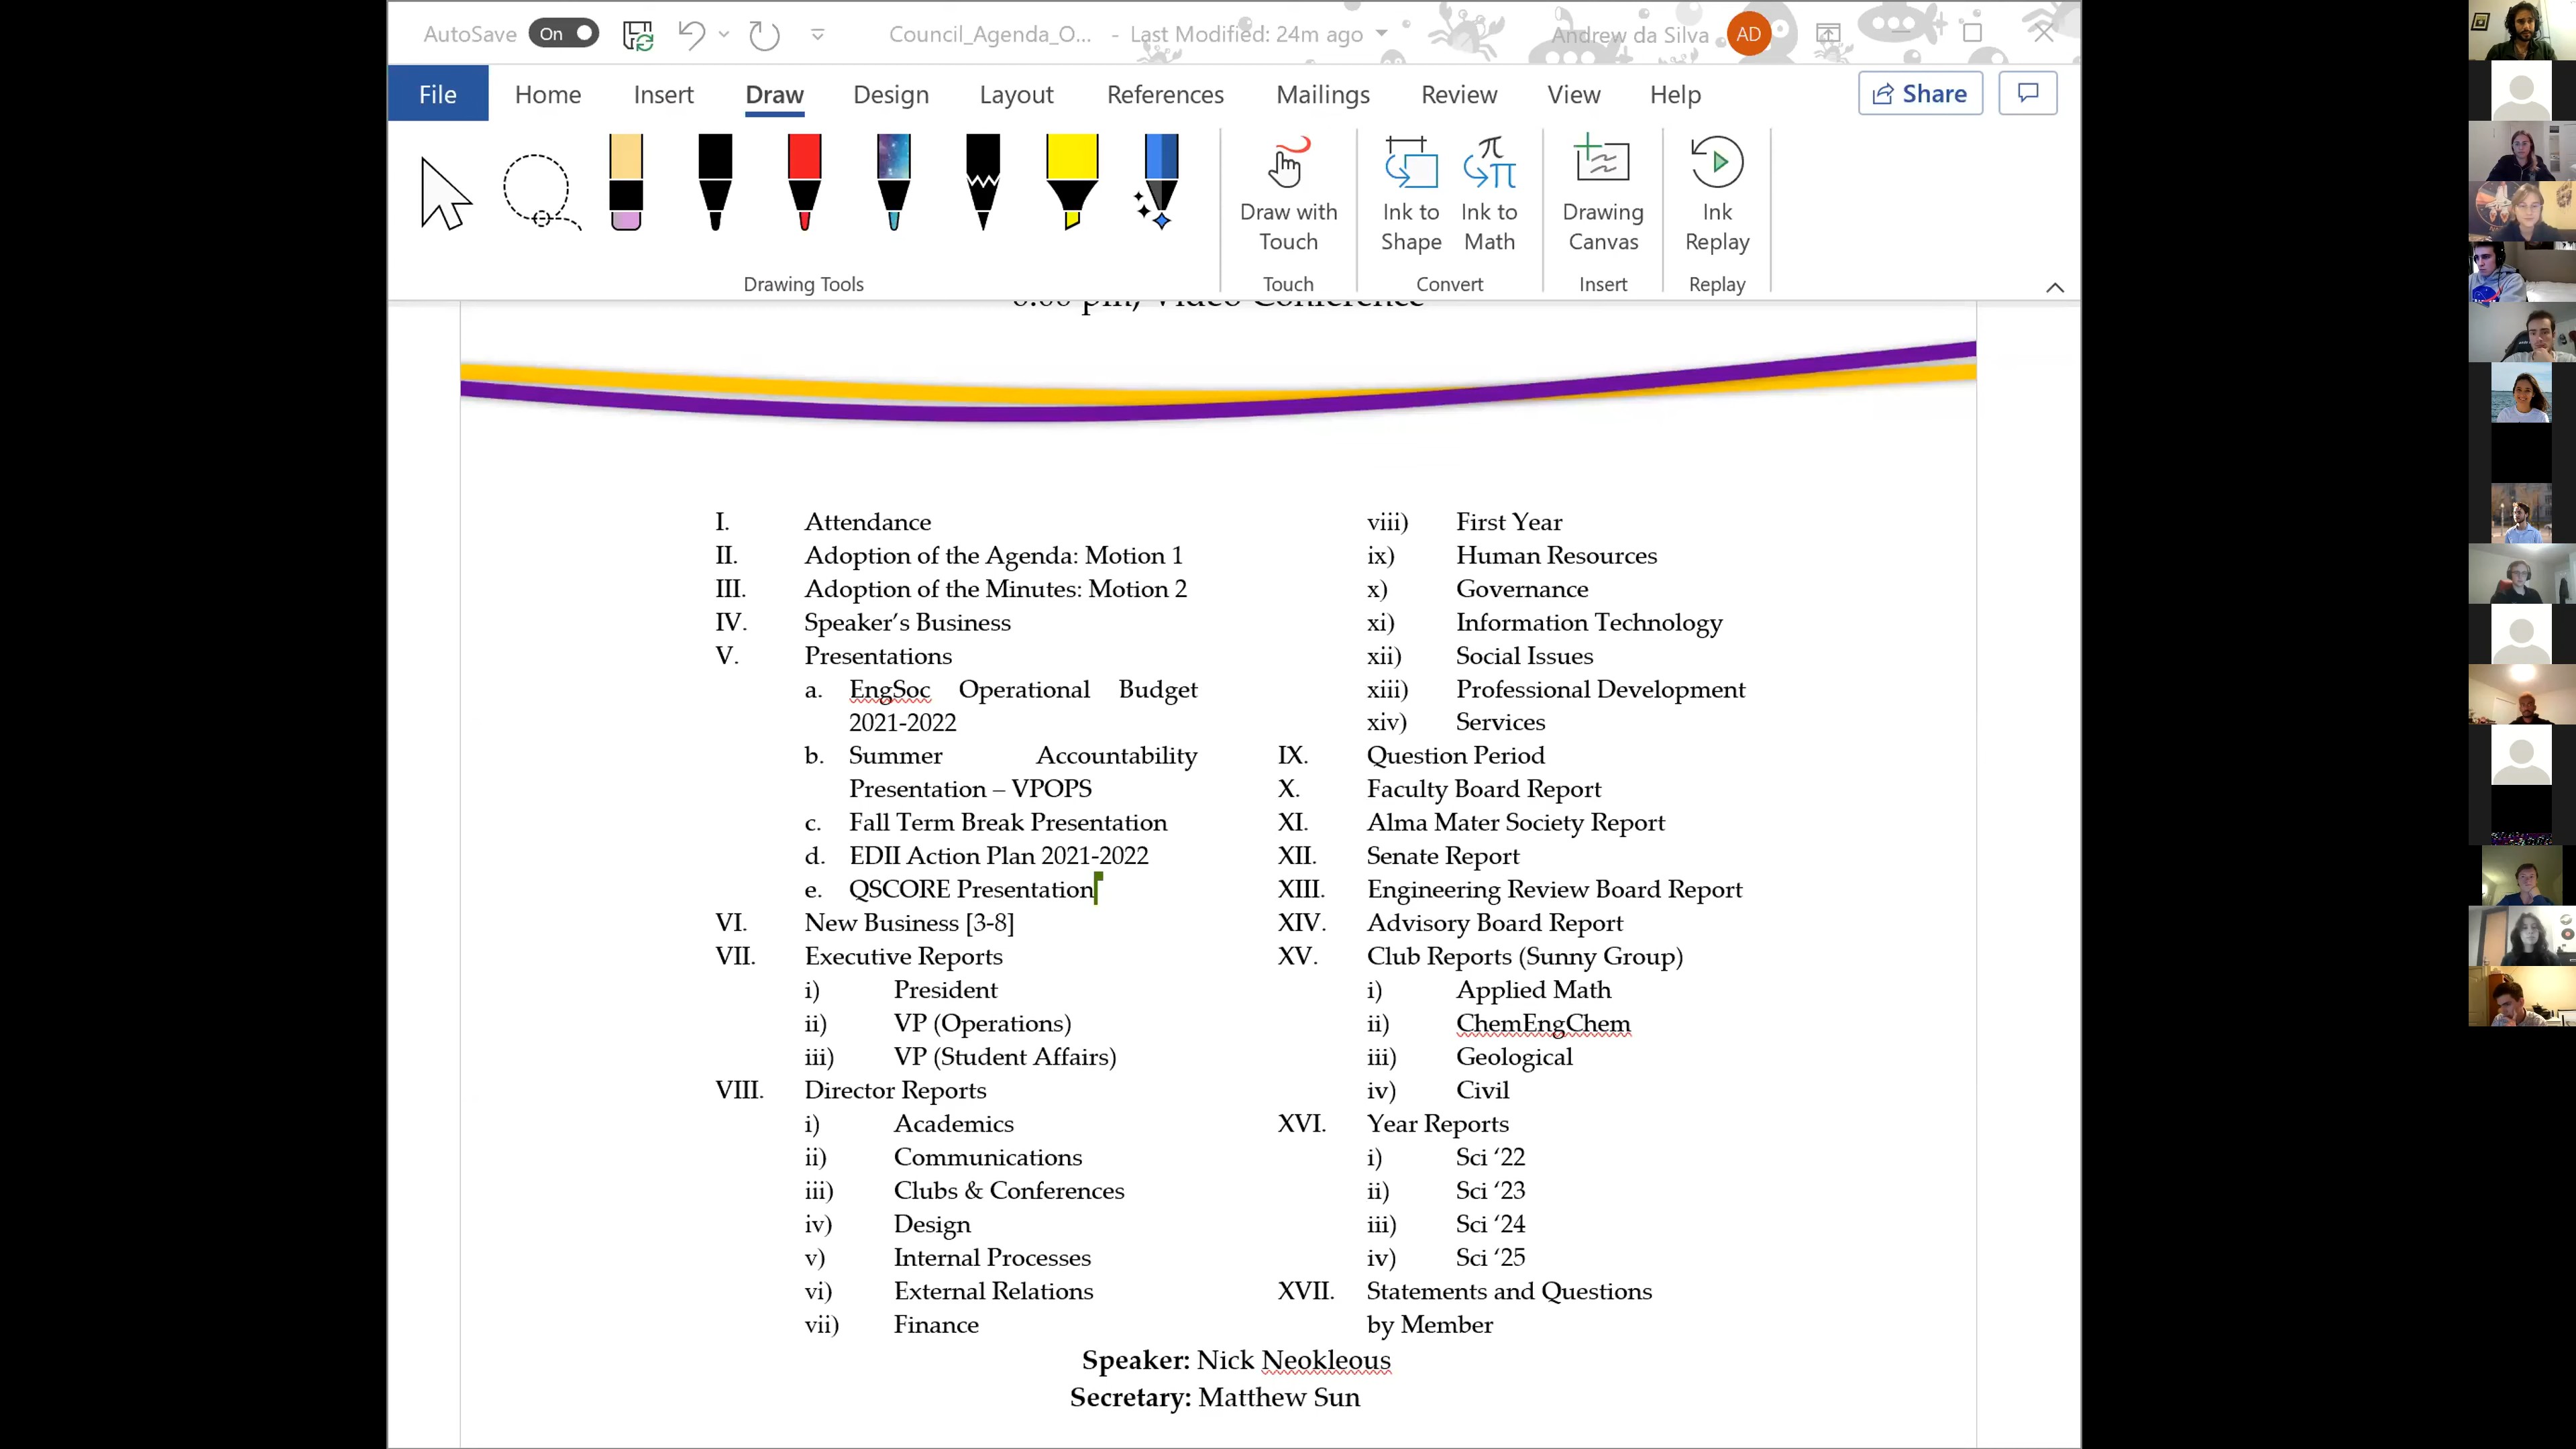 AutoSave On Council_Agenda_O... - Last Modified: 24m ago Andrew da Silva AD
File Home Insert Draw Design Layout References Mailings Review View Help Share
Draw with Touch
Ink to Shape
Ink to Math
Drawing Canvas
Ink Replay
Drawing Tools Touch Convert Insert Replay
pm, Video Conference
I. Attendance
II. Adoption of the Agenda: Motion 1
III. Adoption of the Minutes: Motion 2
IV. Speaker’s Business
V. Presentations
a. EngSoc Operational Budget
2021-2022
b. Summer Accountability
Presentation – VPOPS
c. Fall Term Break Presentation
d. EDII Action Plan 2021-2022
e. QSCORE Presentation
VI. New Business [3-8]
VII. Executive Reports
i) President
ii) VP (Operations)
iii) VP (Student Affairs)
VIII. Director Reports
i) Academics
ii) Communications
iii) Clubs & Conferences
iv) Design
v) Internal Processes
vi) External Relations
vii) Finance
viii) First Year
ix) Human Resources
x) Governance
xi) Information Technology
xii) Social Issues
xiii) Professional Development
xiv) Services
IX. Question Period
X. Faculty Board Report
XI. Alma Mater Society Report
XII. Senate Report
XIII. Engineering Review Board Report
XIV. Advisory Board Report
XV. Club Reports (Sunny Group)
i) Applied Math
ii) ChemEngChem
iii) Geological
iv) Civil
XVI. Year Reports
i) Sci ‘22
ii) Sci ‘23
iii) Sci ‘24
iv) Sci ‘25
XVII. Statements and Questions
by Member
Speaker: Nick Neokleous
Secretary: Matthew Sun